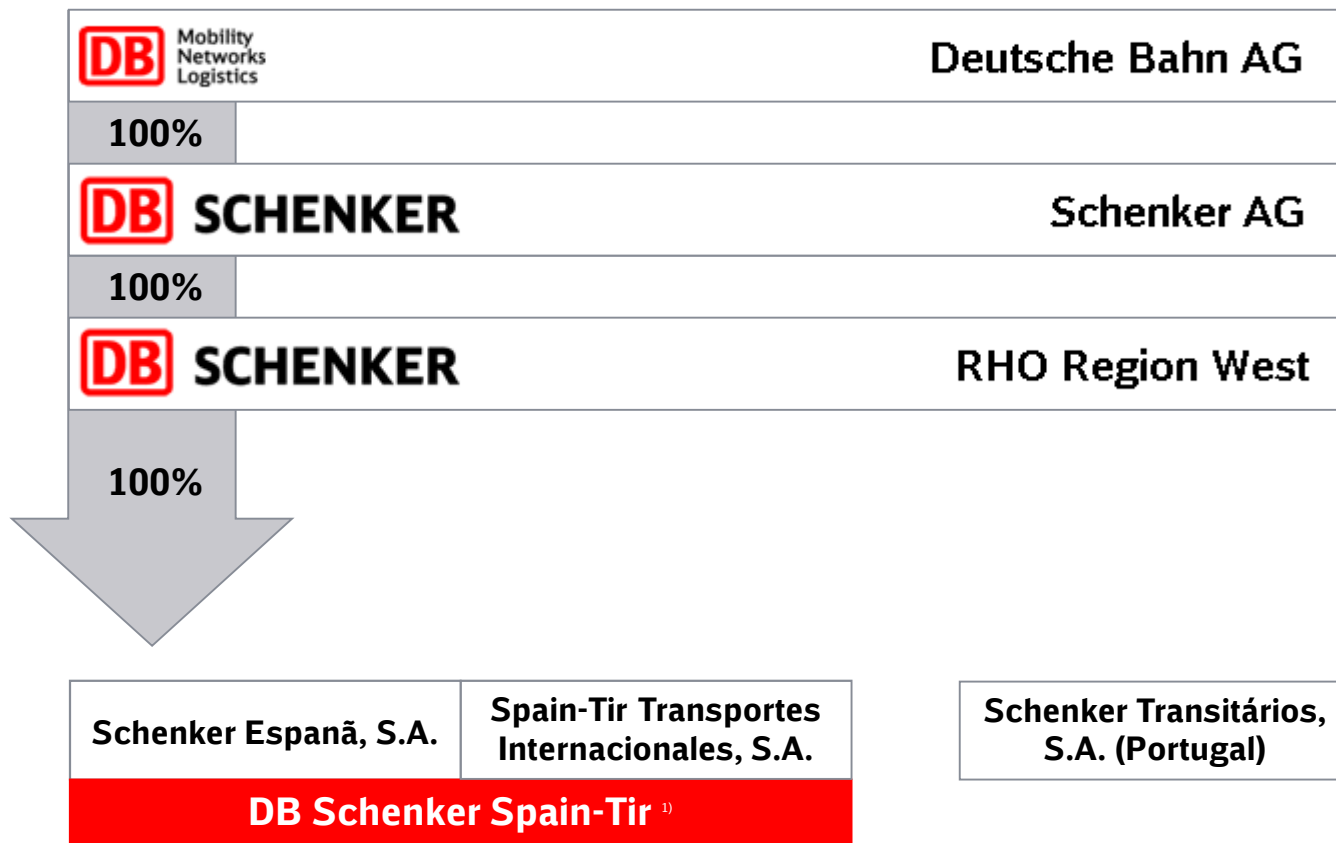 DB Mobility
Networks
Logistics
Deutsche Bahn AG
100%
DB SCHENKER
Schenker AG
100%
DB SCHENKER
RHO Region West
100%
Schenker Espanã, S.A.
Spain-Tir Transportes
Internacionales, S.A.
Schenker Transitários,
S.A. (Portugal)
DB Schenker Spain-Tir 1)